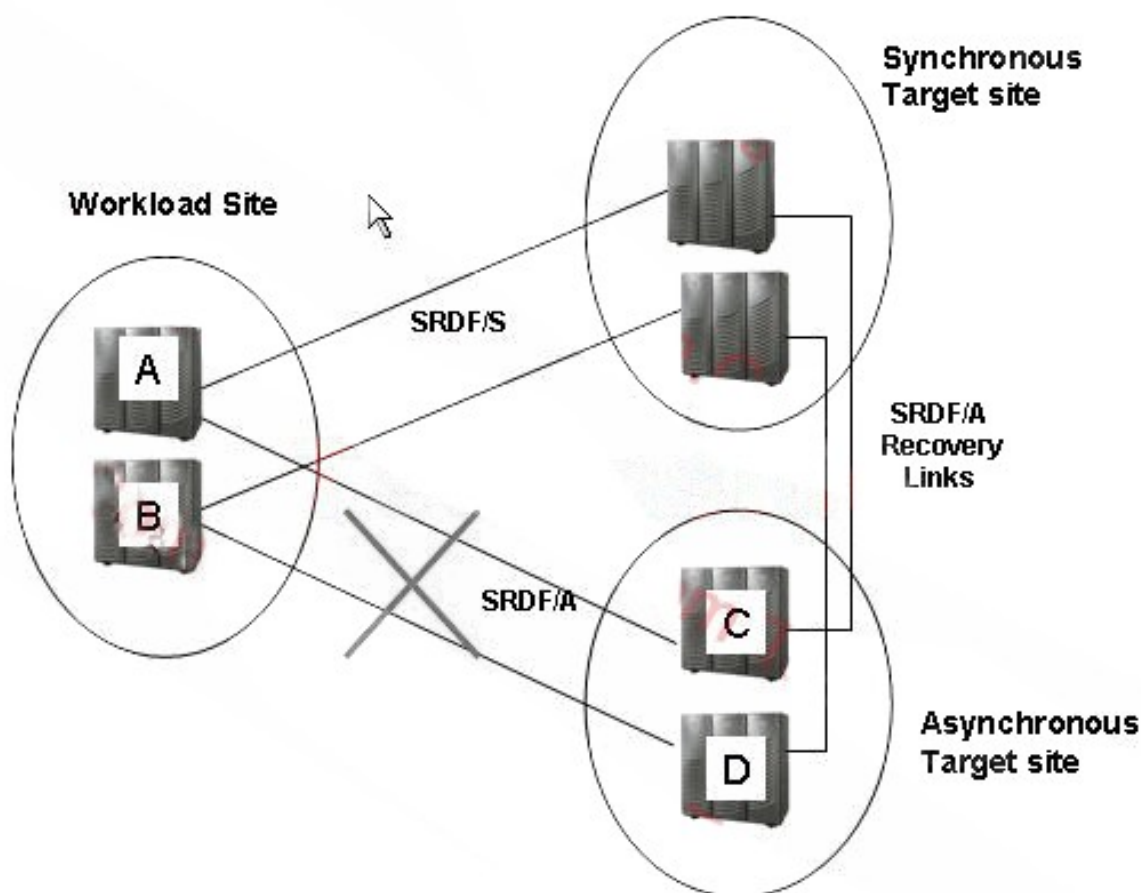 Synchronous
Target site
Workload Site
SRDF/S
A
B
SRDF/A
Recovery
Links
SRDF/A
C
D
Asynchronous
Target site